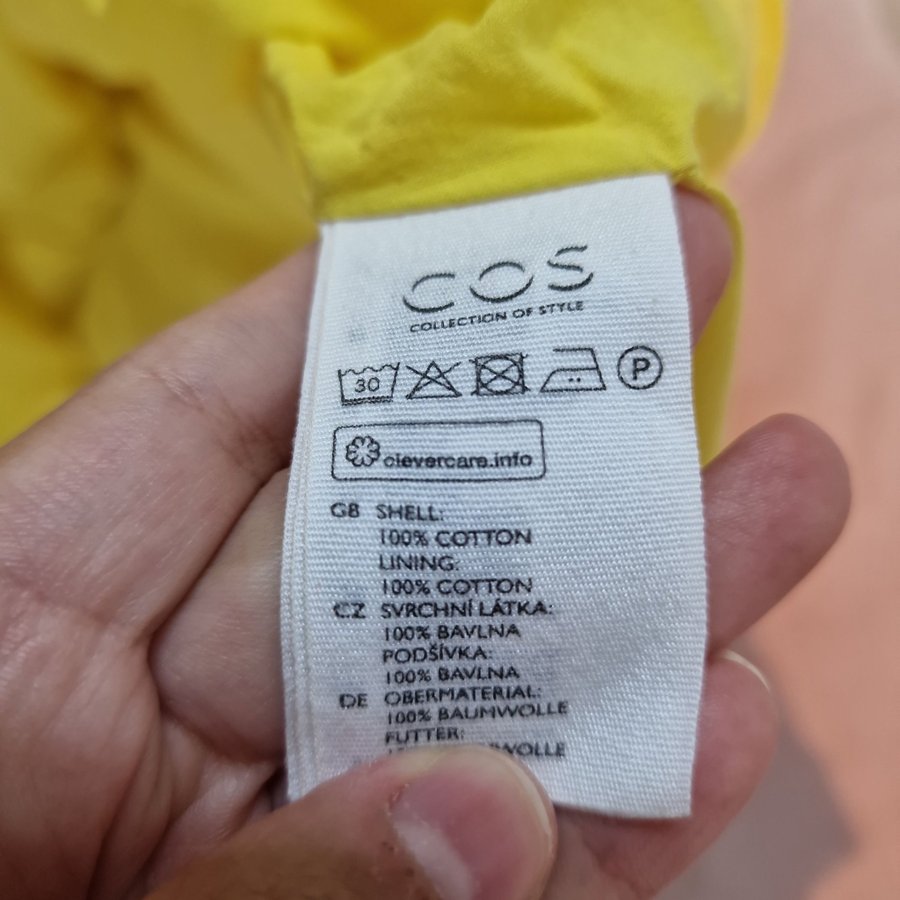 COS
COLLECTION OF STYLE
30 P
clevercare.info
GB SHELL:
100% COTTON
LINING:
100% COTTON
CZ SVRCHNÍ LÁTKA:
100% BAVLNA
PODŠÍVKA:
100% BAVLNA
DE OBERMATERIAL:
100% BAUMWOLLE
FUTTER: